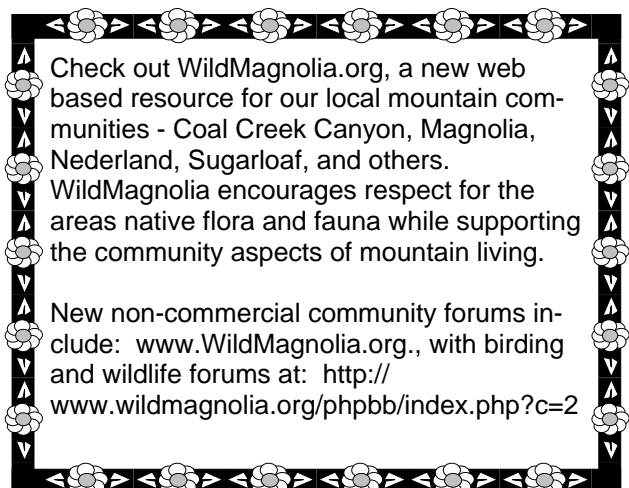 Check out WildMagnolia.org, a new web
based resource for our local mountain com-
munities - Coal Creek Canyon, Magnolia,
Nederland, Sugarloaf, and others.
WildMagnolia encourages respect for the
areas native flora and fauna while supporting
the community aspects of mountain living.

New non-commercial community forums in-
clude:  www.WildMagnolia.org., with birding
and wildlife forums at:  http://
www.wildmagnolia.org/phpbb/index.php?c=2